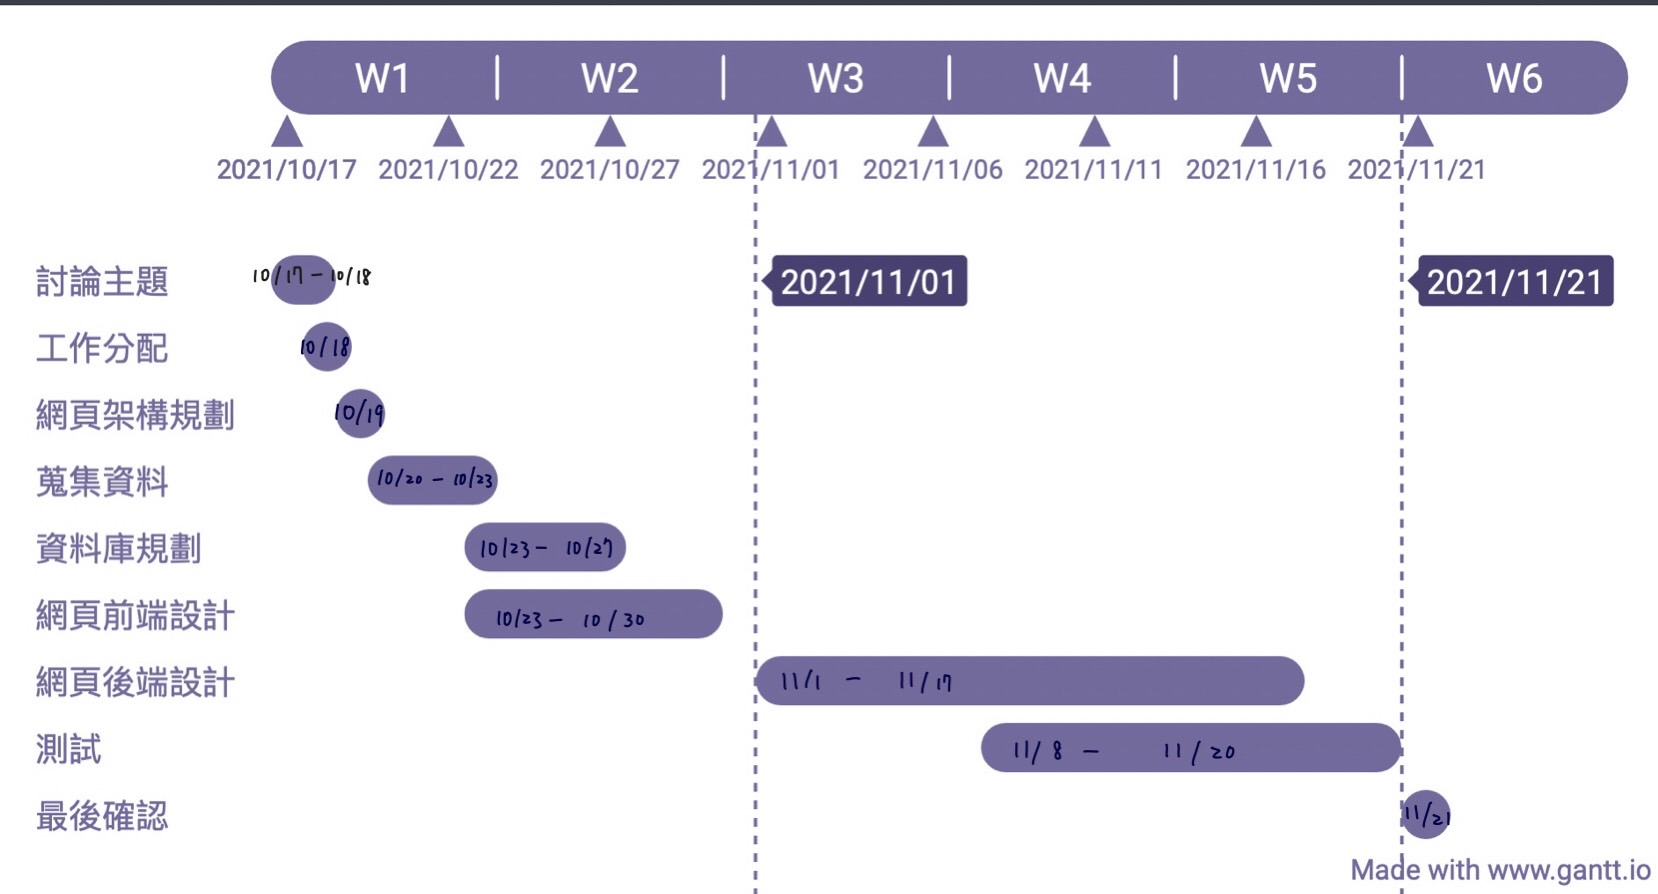 W1 W2 W3 W4 W5 W6
2021/10/17 2021/10/22 2021/10/27 2021/11/01 2021/11/06 2021/11/11 2021/11/16 2021/11/21
討論主題 10/17 - 10/18 2021/11/01 2021/11/21
工作分配 10/18
網頁架構規劃 10/19
蒐集資料 10/20 - 10/23
資料庫規劃 10/23 - 10/27
網頁前端設計 10/23 - 10/30
網頁後端設計 11/1 - 11/17
測試 11/8 - 11/20
最後確認 11/21
Made with www.gantt.io